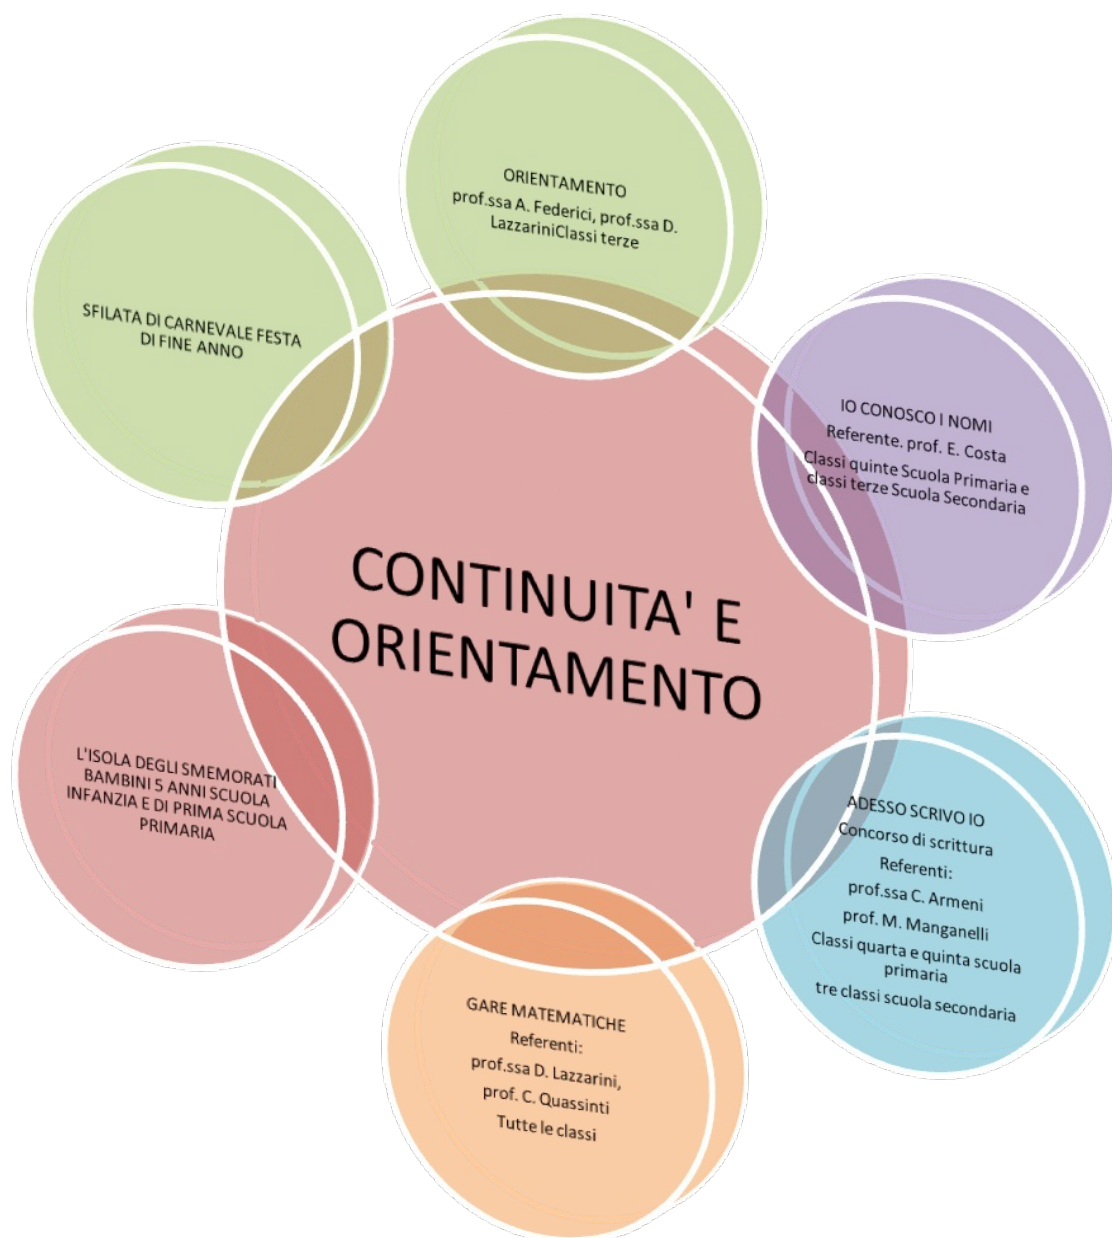 ORIENTAMENTO
prof.ssa A. Federici, prof.ssa D.
LazzariniClassi terze
SFILATA DI CARNEVALE FESTA
DI FINE ANNO
IO CONOSCO I NOMI
Referente. prof. E. Costa
Classi quinte Scuola Primaria e
classi terze Scuola Secondaria
CONTINUITA' E
ORIENTAMENTO
L'ISOLA DEGLI SMEMORATI
BAMBINI 5 ANNI SCUOLA
INFANZIA E DI PRIMA SCUOLA
PRIMARIA
ADESSO SCRIVO IO
Concorso di scrittura
Referenti:
prof.ssa C. Armeni
prof. M. Manganelli
Classi quarta e quinta scuola
primaria
tre classi scuola secondaria
GARE MATEMATICHE
Referenti:
prof.ssa D. Lazzarini,
prof. C. Quassinti
Tutte le classi